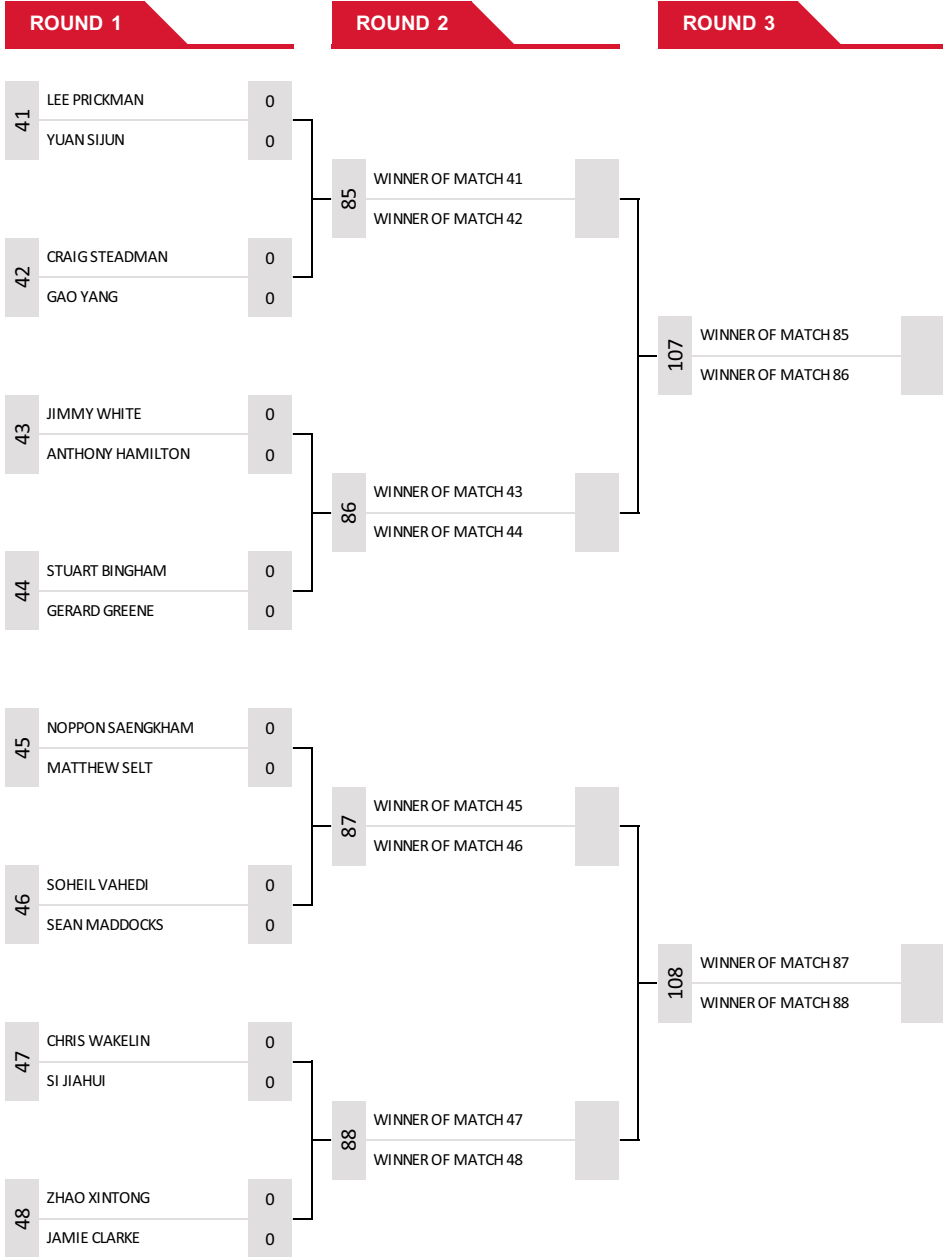 ROUND 1
ROUND 2
ROUND 3
41
LEE PRICKMAN 0
YUAN SIJUN 0
85
WINNER OF MATCH 41
WINNER OF MATCH 42
42
CRAIG STEADMAN 0
GAO YANG 0
107
WINNER OF MATCH 85
WINNER OF MATCH 86
43
JIMMY WHITE 0
ANTHONY HAMILTON 0
86
WINNER OF MATCH 43
WINNER OF MATCH 44
44
STUART BINGHAM 0
GERARD GREENE 0
45
NOPPON SAENGKHAM 0
MATTHEW SELT 0
87
WINNER OF MATCH 45
WINNER OF MATCH 46
46
SOHEIL VAHEDI 0
SEAN MADDOCKS 0
108
WINNER OF MATCH 87
WINNER OF MATCH 88
47
CHRIS WAKELIN 0
SI JIAHUI 0
88
WINNER OF MATCH 47
WINNER OF MATCH 48
48
ZHAO XINTONG 0
JAMIE CLARKE 0